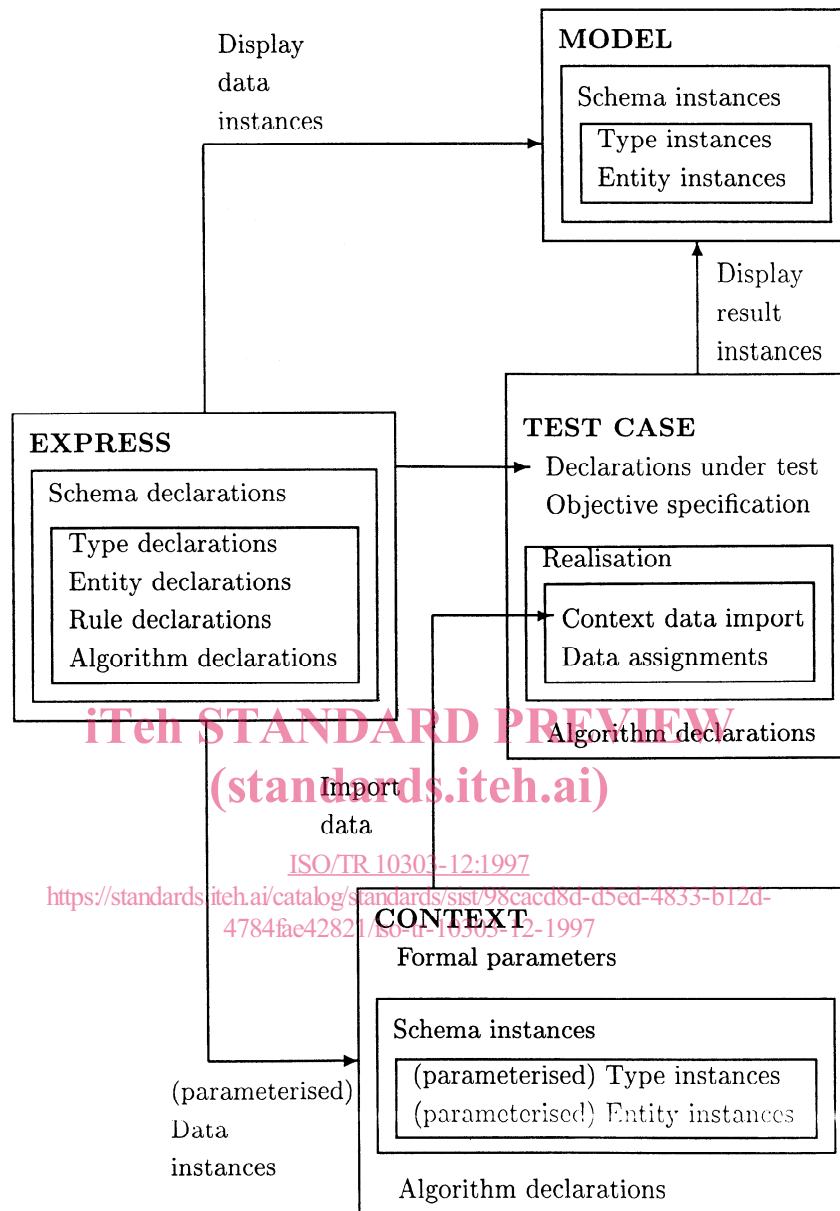 Display
data
instances
MODEL
Schema instances
Type instances
Entity instances
Display
result
instances
EXPRESS
Schema declarations
Type declarations
Entity declarations
Rule declarations
Algorithm declarations
TEST CASE
Declarations under test
Objective specification
Realisation
Context data import
Data assignments
Algorithm declarations
iTeh STANDARD PREVIEW
(standards.iteh.ai)
Import
data
ISO/TR 10303-12:1997
https://standards.iteh.ai/catalog/standards/sist/98cacd8d-d5ed-4833-b12d-
4784fae42821/iso-tr-10303-12-1997
CONTEXT
Formal parameters
Schema instances
(parameterised) Type instances
(parameterised) Entity instances
Algorithm declarations
(parameterised)
Data
instances